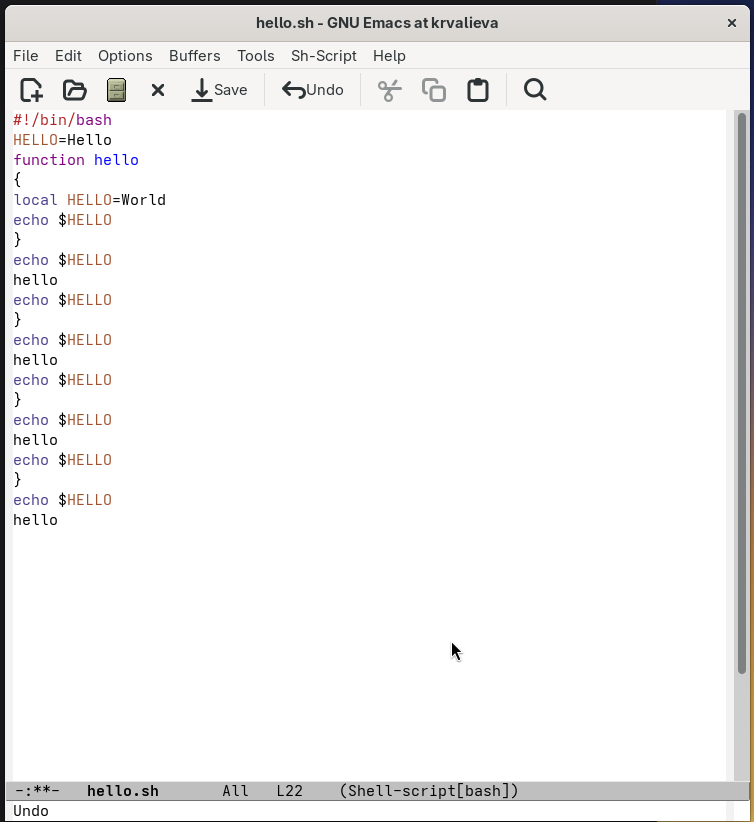 hello.sh - GNU Emacs at krvalieva
File Edit Options Buffers Tools Sh-Script Help
Save Undo
#!/bin/bash
HELLO=Hello
function hello
{
local HELLO=World
echo $HELLO
}
echo $HELLO
hello
echo $HELLO
}
echo $HELLO
hello
echo $HELLO
}
echo $HELLO
hello
echo $HELLO
}
echo $HELLO
hello
-:**- hello.sh All L22 (Shell-script[bash])
Undo